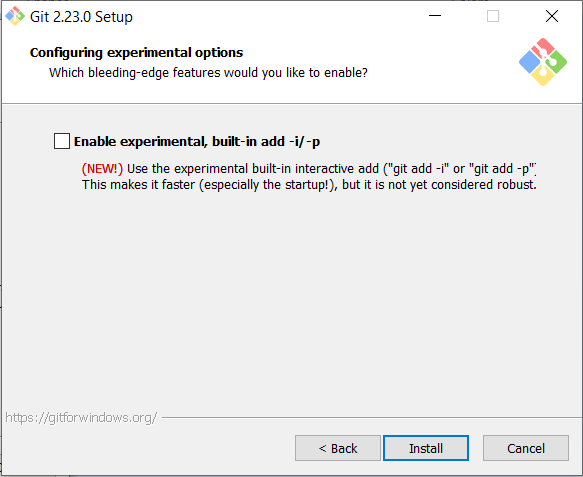 Git 2.23.0 Setup
Configuring experimental options
Which bleeding-edge features would you like to enable?
Enable experimental, built-in add -i/-p
(NEW!) Use the experimental built-in interactive add ("git add -i" or "git add -p")
This makes it faster (especially the startup!), but it is not yet considered robust.
https://gitforwindows.org/
< Back
Install
Cancel